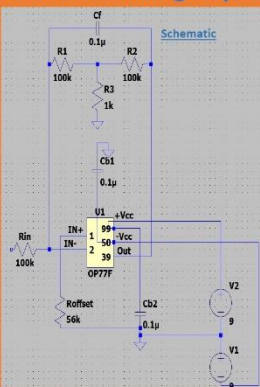 Cf
0.1µ
Schematic
R1
100k
R2
100k
R3
1k
Cb1
0.1µ
U1
+Vcc
IN+
1
99
-Vcc
IN-
2
50
Out
39
OP77F
Rin
100k
Roffset
56k
Cb2
0.1µ
V2
9
V1